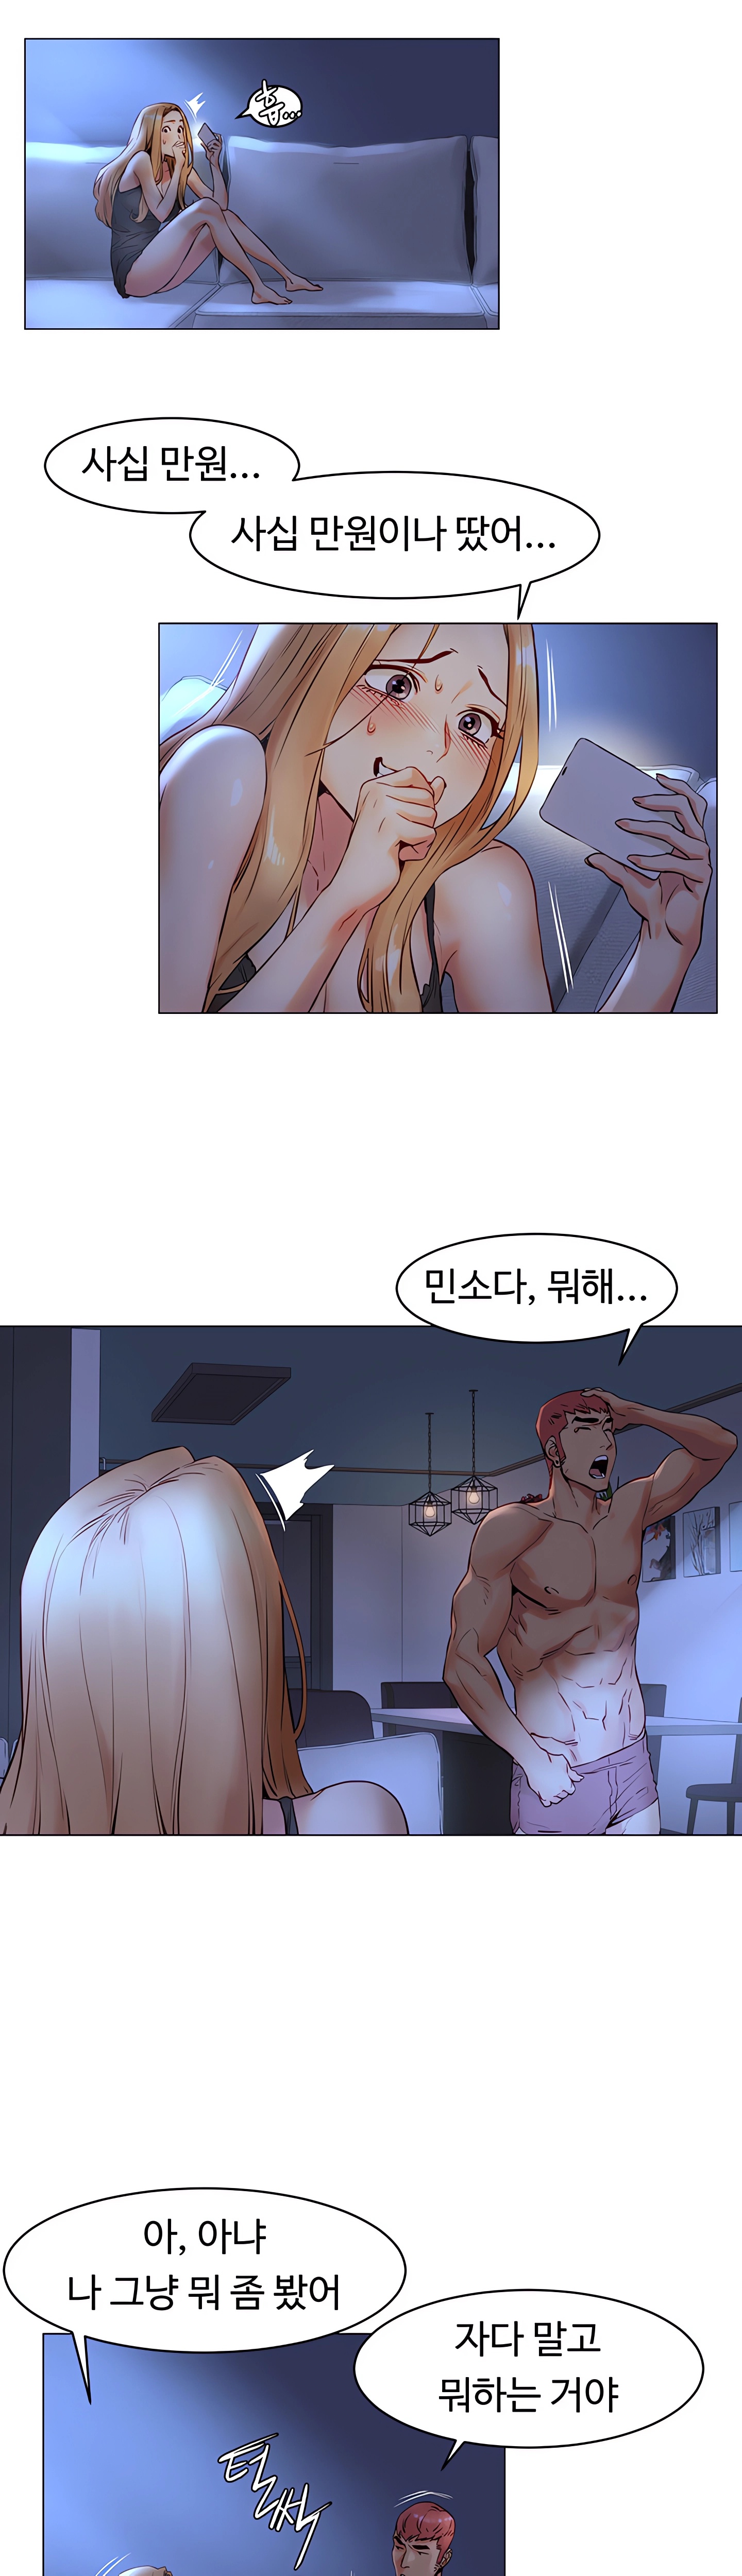 흡...
사십 만원...
사십 만원이나 땄어...
민소다, 뭐해...
아, 아냐
나 그냥 뭐 좀 봤어
자다 말고
뭐하는 거야
털썩